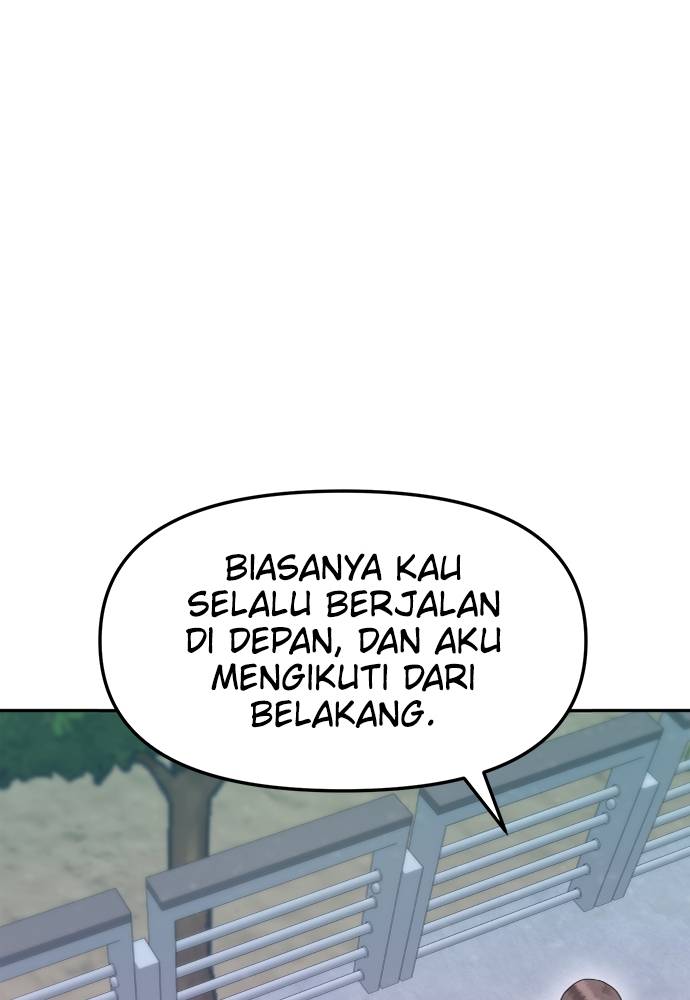 BIASANYA KAU
SELALU BERJALAN
DI DEPAN, DAN AKU
MENGIKUTI DARI
BELAKANG.